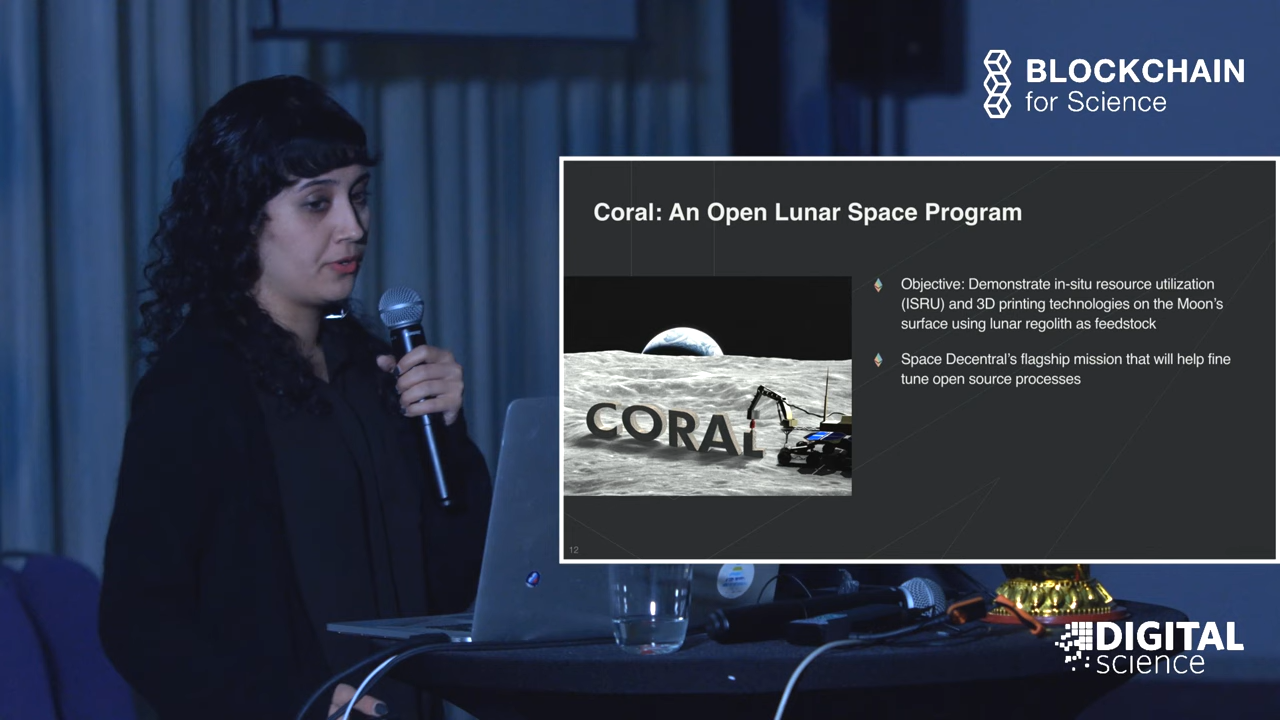 BLOCKCHAIN
for Science
Coral: An Open Lunar Space Program
Objective: Demonstrate in-situ resource utilization
(ISRU) and 3D printing technologies on the Moon's
surface using lunar regolith as feedstock
Space Decentral's flagship mission that will help fine
tune open source processes
CORAL
12
DIGITAL
science